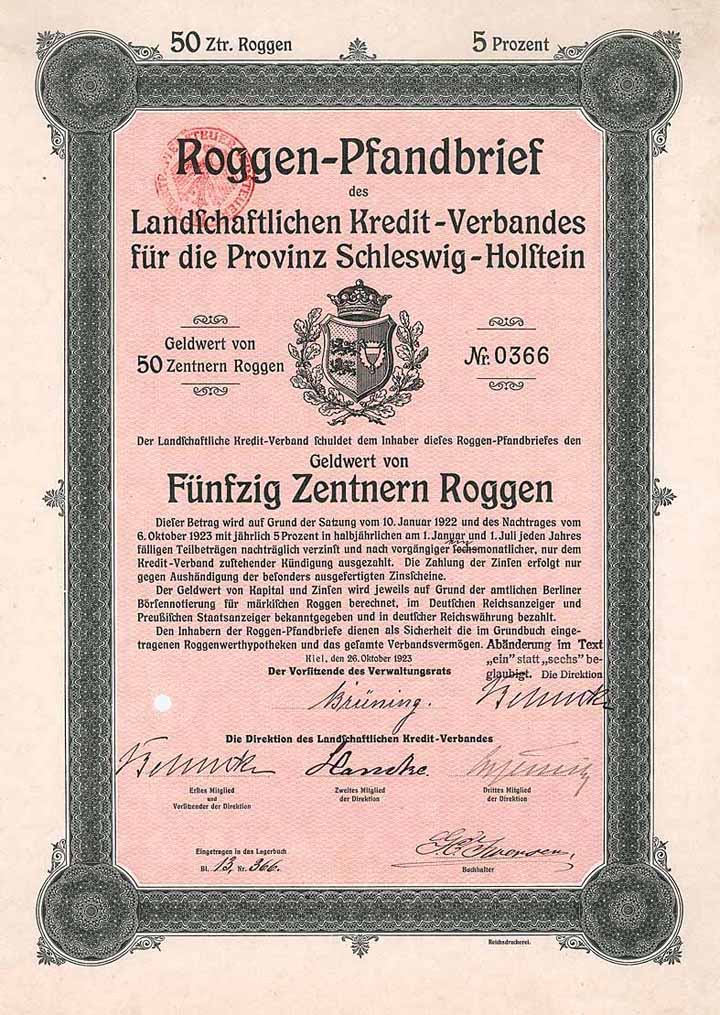 50 Ztr. Roggen
5 Prozent
Roggen-Pfandbrief
des
Landſchaftlichen Kredit-Verbandes
für die Provinz Schleswig-Holſtein
Geldwert von
50 Zentnern Roggen
Nr. 0366
Der Landſchaftliche Kredit-Verband ſchuldet dem Inhaber dieſes Roggen-Pfandbriefes den
Geldwert von
Fünfzig Zentnern Roggen
Dieſer Betrag wird auf Grund der Satzung vom 10. Januar 1922 und des Nachtrages vom
6. Oktober 1923 mit jährlich 5 Prozent in halbjährlichen am 1. Januar und 1. Juli jeden Jahres
fälligen Teilbeträgen nachträglich verzinſt und nach vorgängiger ſechsmonatlicher, nur dem
Kredit-Verband zuſtehender Kündigung ausgezahlt. Die Zahlung der Zinſen erfolgt nur
gegen Aushändigung der beſonders ausgefertigten Zinsſcheine.
Der Geldwert von Kapital und Zinſen wird jeweils auf Grund der amtlichen Berliner
Börſennotierung für märkiſchen Roggen berechnet, im Deutſchen Reichsanzeiger und
Preußiſchen Staatsanzeiger bekanntgegeben und in deutſcher Reichswährung bezahlt.
Den Inhabern der Roggen-Pfandbriefe dienen als Sicherheit die im Grundbuch einge-
tragenen Roggenwerthypotheken und das geſamte Verbandsvermögen. Abänderung im Text
Kiel, den 26. Oktober 1923 „ein" statt „sechs" be-
Der Vorſitzende des Verwaltungsrats glaubigt. Die Direktion
Brüning.
Die Direktion des Landſchaftlichen Kredit-Verbandes
Hancke.
Erſtes Mitglied
und
Vorſitzender der Direktion
Zweites Mitglied
der Direktion
Drittes Mitglied
der Direktion
Eingetragen in das Lagerbuch
Bl. 13, Nr. 366.
Buchhalter
Reichsdruckerei.